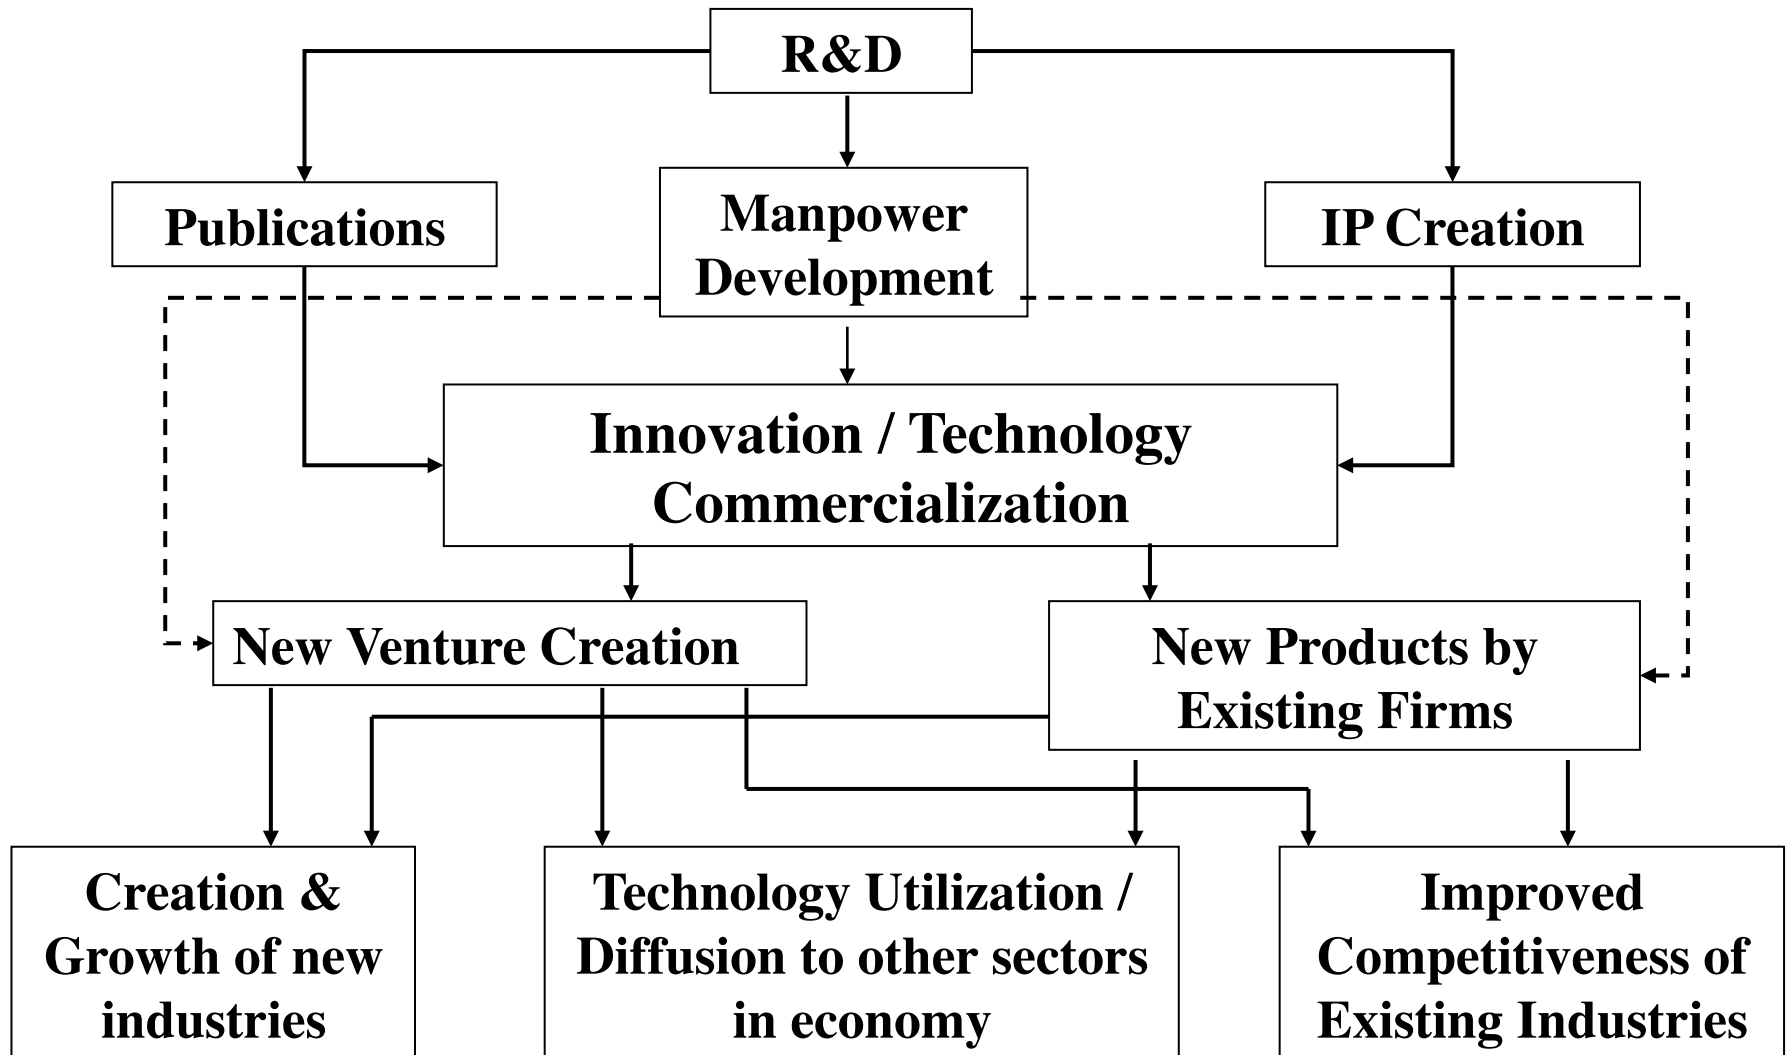 R&D
Publications
Manpower
Development
IP Creation
Innovation / Technology
Commercialization
New Venture Creation
New Products by
Existing Firms
Creation &
Growth of new
industries
Technology Utilization /
Diffusion to other sectors
in economy
Improved
Competitiveness of
Existing Industries